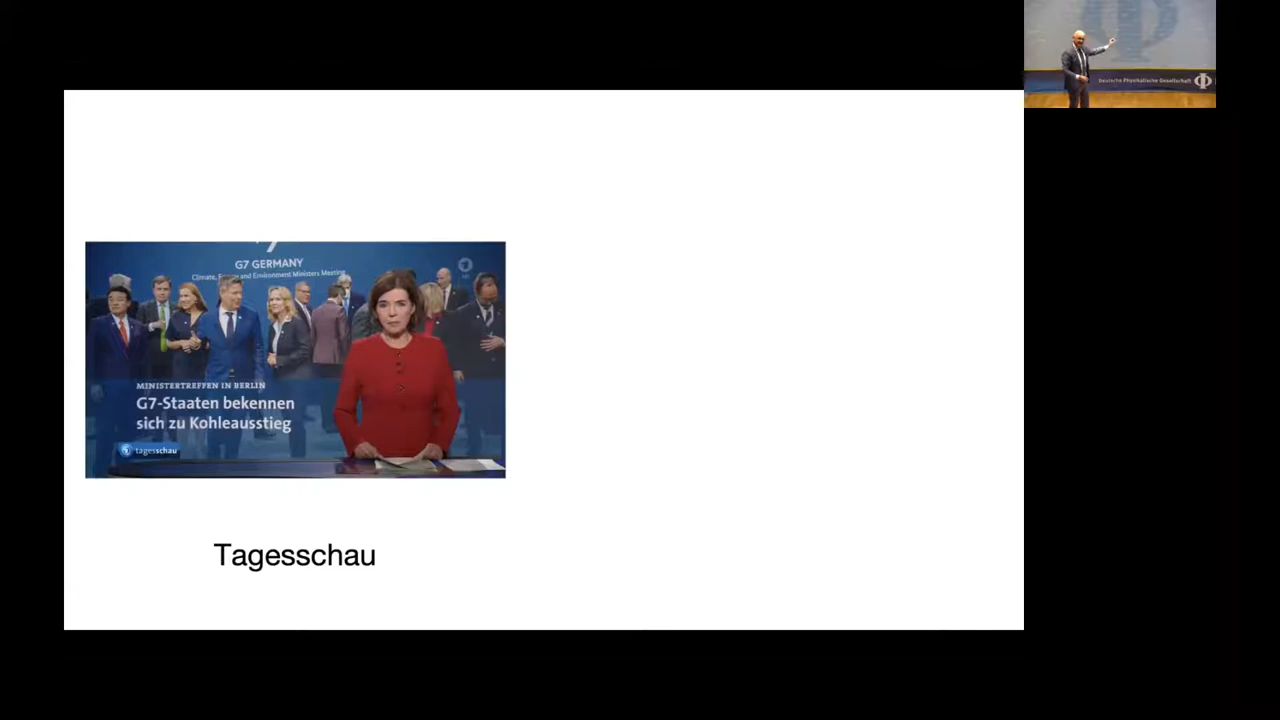 Deutsche Physikalische Gesellschaft
G7 GERMANY
Climate, Energy and Environment Ministers Meeting
MINISTERTREFFEN IN BERLIN
G7-Staaten bekennen
sich zu Kohleausstieg
tagesschau
Tagesschau